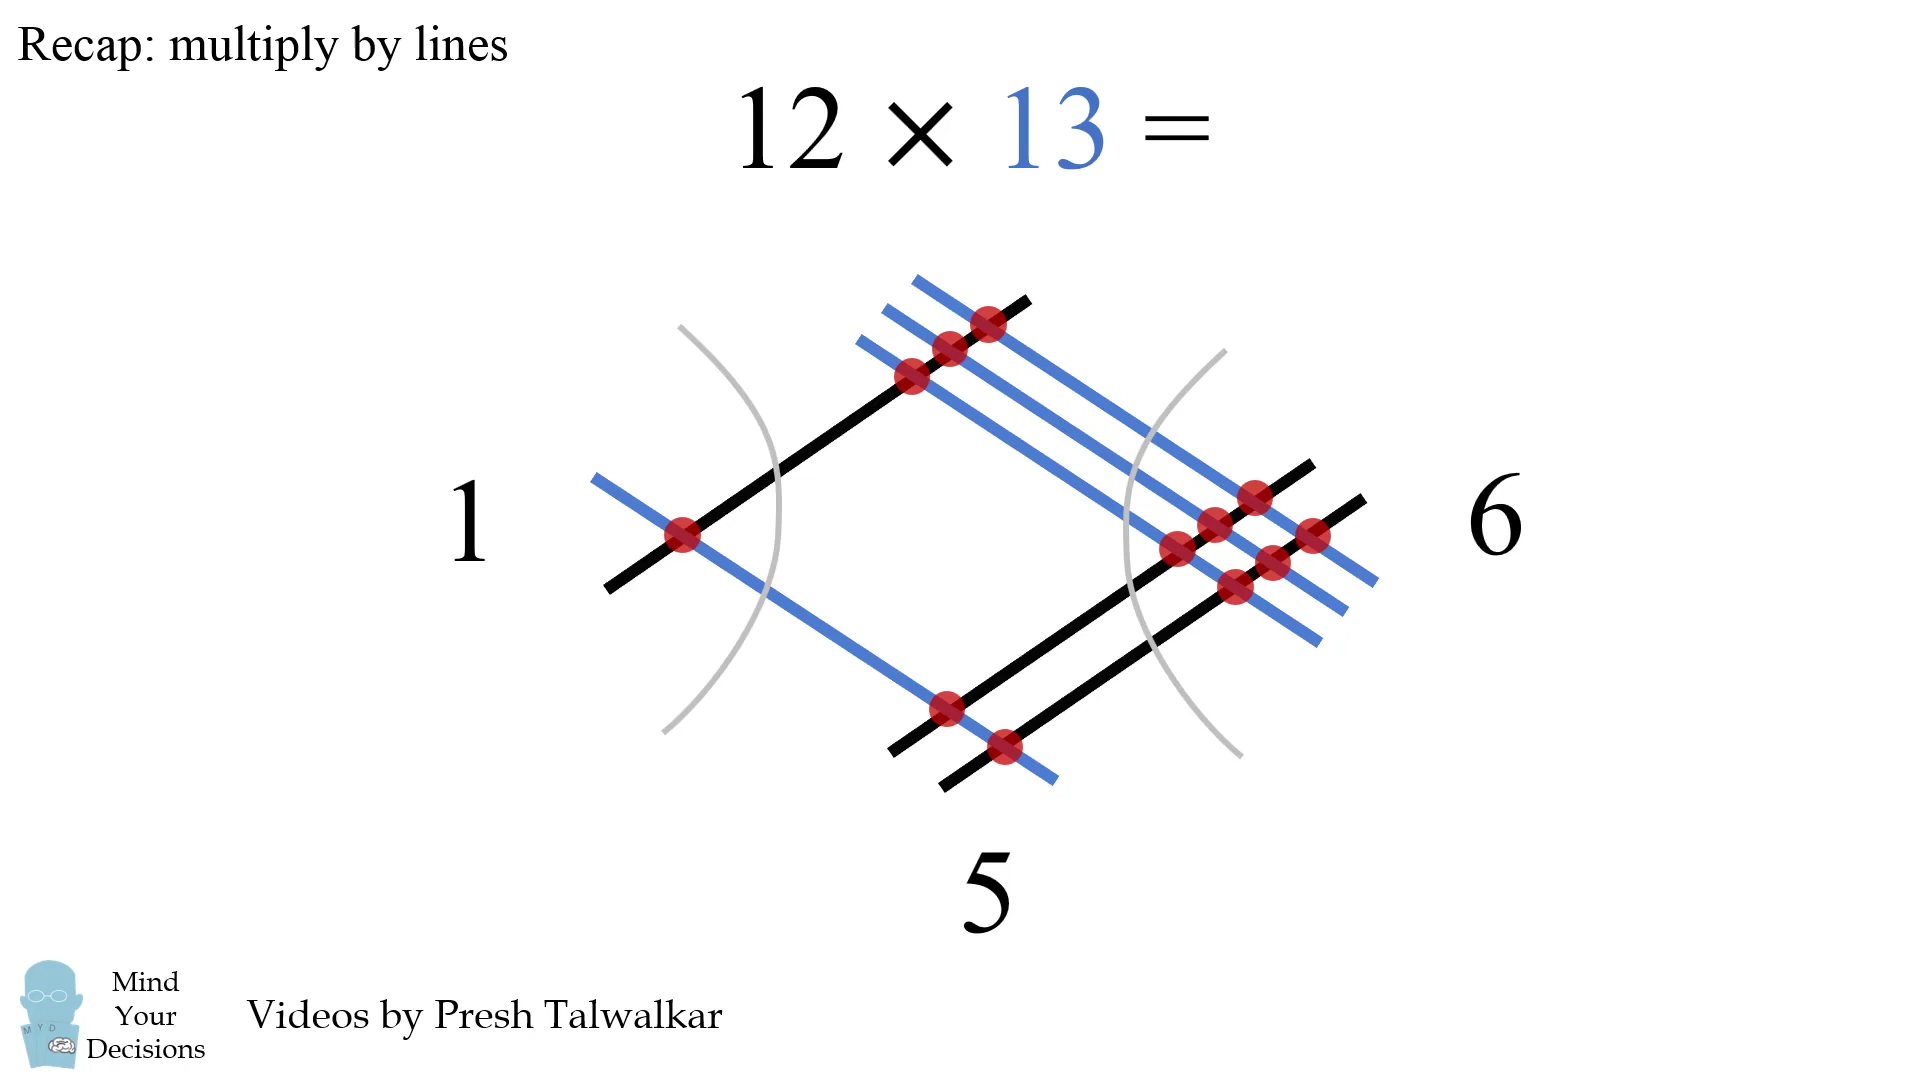 Recap: multiply by lines
12 × 13 =
1
6
5
M Y D
Mind
Your
Decisions
Videos by Presh Talwalkar